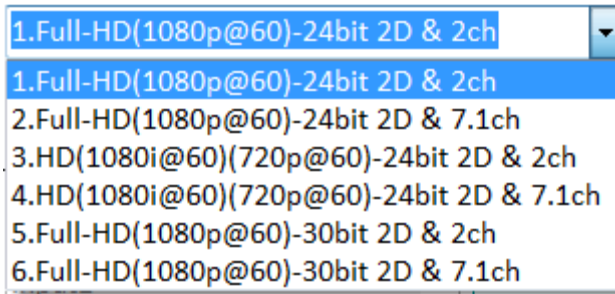 1.Full-HD(1080p@60)-24bit 2D & 2ch
1.Full-HD(1080p@60)-24bit 2D & 2ch
2.Full-HD(1080p@60)-24bit 2D & 7.1ch
3.HD(1080i@60)(720p@60)-24bit 2D & 2ch
4.HD(1080i@60)(720p@60)-24bit 2D & 7.1ch
5.Full-HD(1080p@60)-30bit 2D & 2ch
6.Full-HD(1080p@60)-30bit 2D & 7.1ch